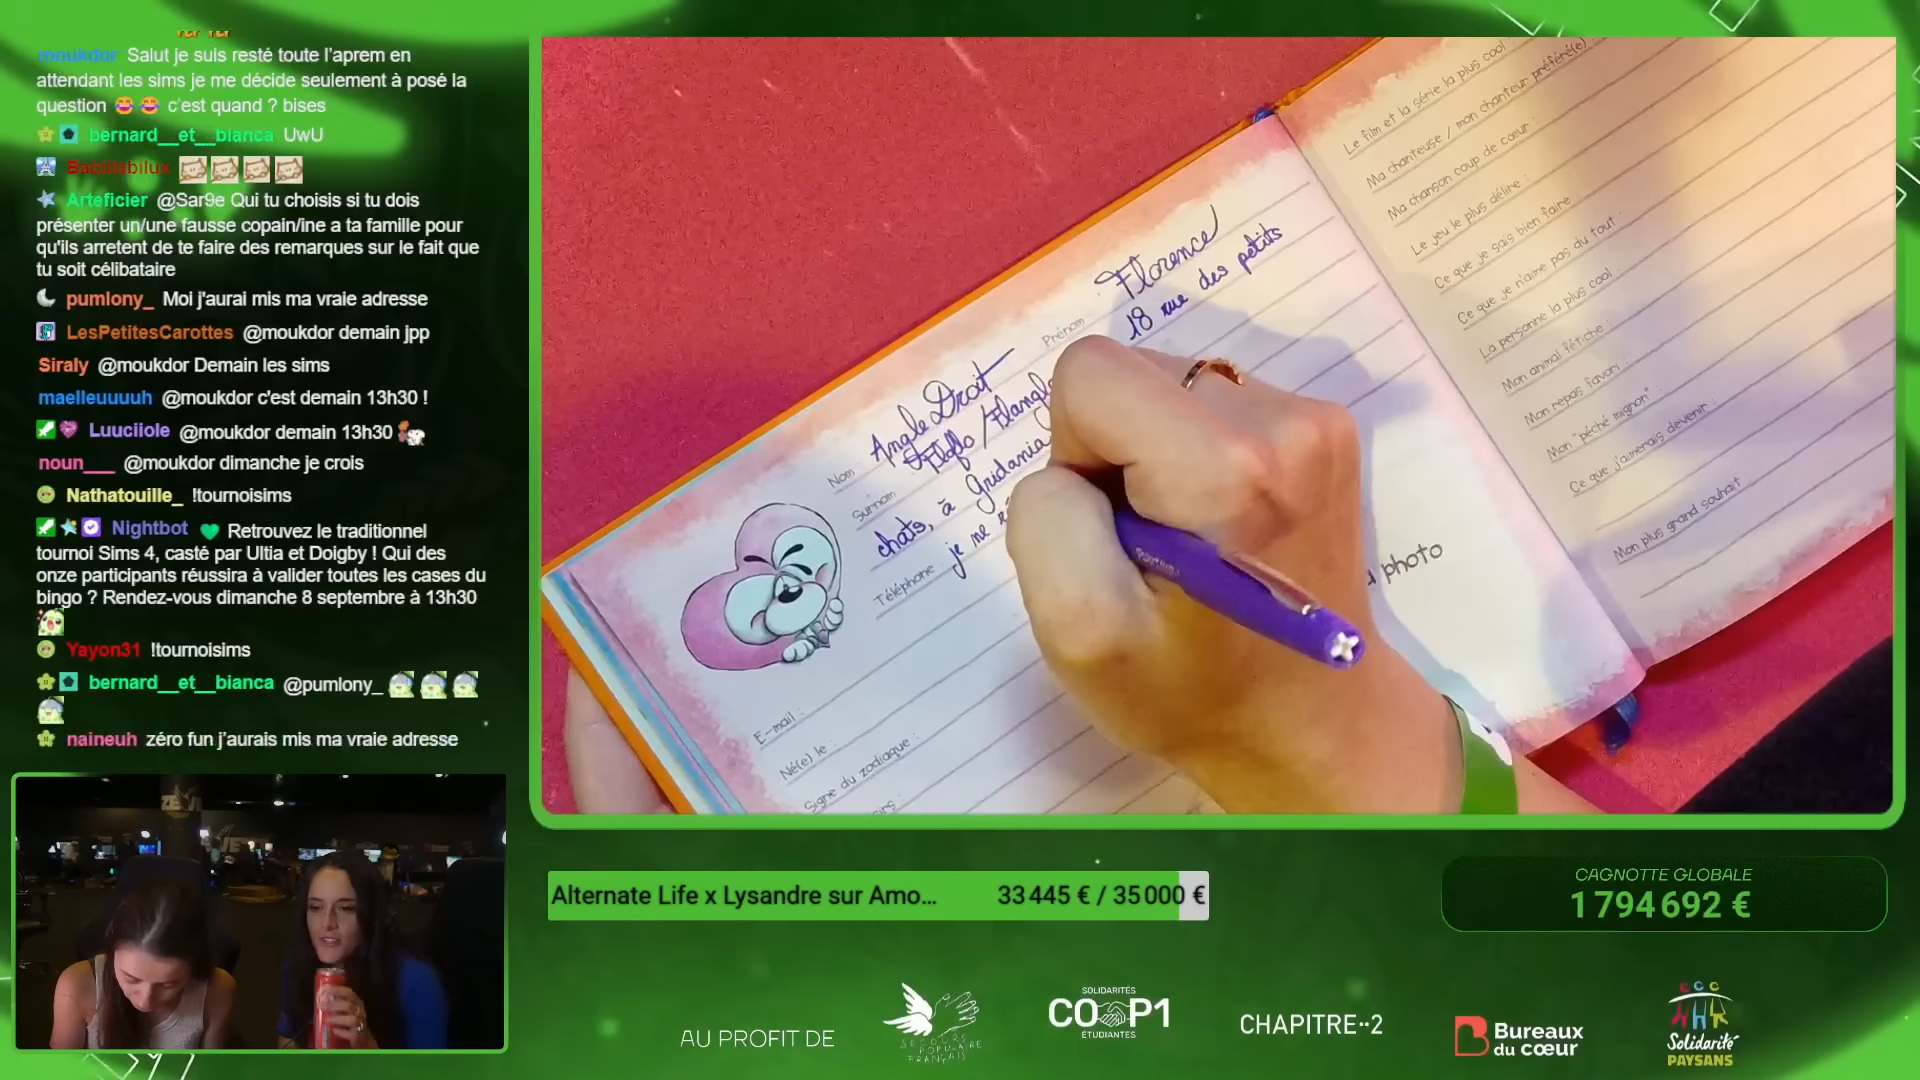 moukdor Salut je suis resté toute l'aprem en
attendant les sims je me décide seulement à posé la
question 😂 😂 c'est quand ? bises
bernard__et__bianca UwU
Babillabilux
Arteficier @Sar9e Qui tu choisis si tu dois
présenter un/une fausse copain/ine a ta famille pour
qu'ils arretent de te faire des remarques sur le fait que
tu soit célibataire
pumlony_ Moi j'aurai mis ma vraie adresse
LesPetitesCarottes @moukdor demain jpp
Siraly @moukdor Demain les sims
maelleuuuuh @moukdor c'est demain 13h30 !
Luuciiole @moukdor demain 13h30
noun___ @moukdor dimanche je crois
Nathatouille_ !tournoisims
Nightbot 💚 Retrouvez le traditionnel
tournoi Sims 4, casté par Ultia et Doigby ! Qui des
onze participants réussira à valider toutes les cases du
bingo ? Rendez-vous dimanche 8 septembre à 13h30
Yayon31 !tournoisims
bernard__et__bianca @pumlony_
naineuh zéro fun j'aurais mis ma vraie adresse
Nom Angle Droit
Prénom Florence
Surnom Floflo / Flangle
18 rue des petits
chats, à Gridania
Téléphone : je ne
E-mail :
Né(e) le :
Signe du zodiaque :
Le film et la série la plus cool
Ma chanteuse / mon chanteur préféré(e)
Ma chanson coup de cœur :
Le jeu le plus délire :
Ce que je sais bien faire
Ce que je n'aime pas du tout :
La personne la plus cool
Mon animal fétiche :
Mon repas favori :
Mon "péché mignon" :
Ce que j'aimerais devenir :
Mon plus grand souhait
photo
Alternate Life x Lysandre sur Amo... 33 445 € / 35 000 €
CAGNOTTE GLOBALE
1 794 692 €
AU PROFIT DE
SECOURS
POPULAIRE
FRANÇAIS
SOLIDARITÉS
CO P1
ÉTUDIANTES
CHAPITRE··2
Bureaux
du cœur
Solidarité
PAYSANS